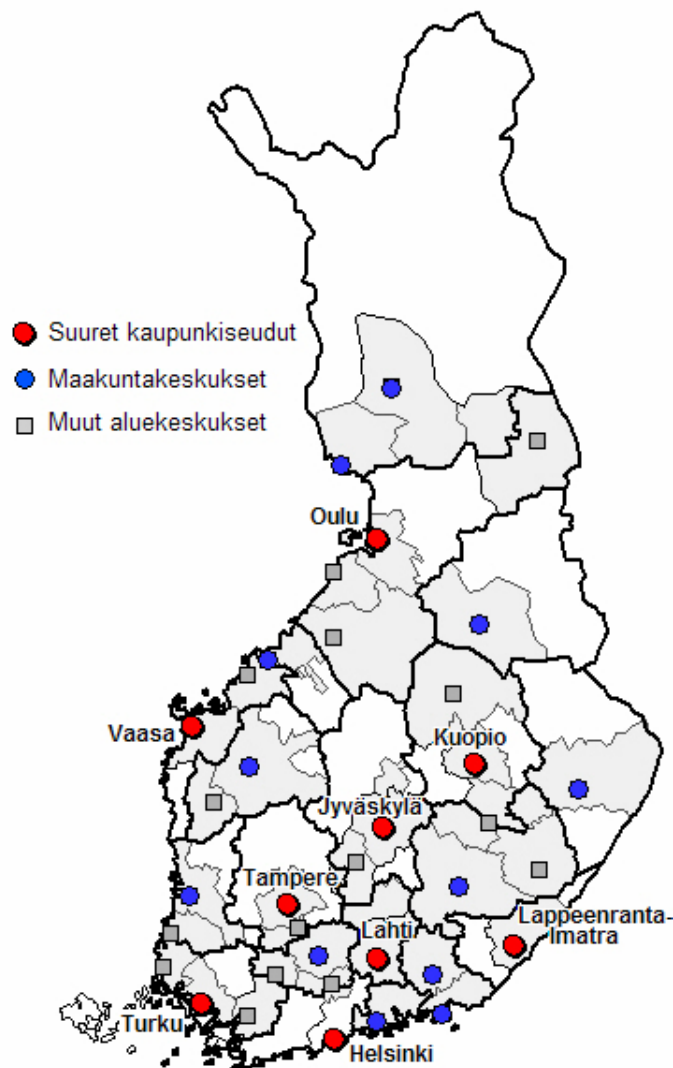 Suuret kaupunkiseudut
Maakuntakeskukset
Muut aluekeskukset
Oulu
Vaasa
Kuopio
Jyväskylä
Tampere
Lahti
Lappeenranta-
Imatra
Turku
Helsinki